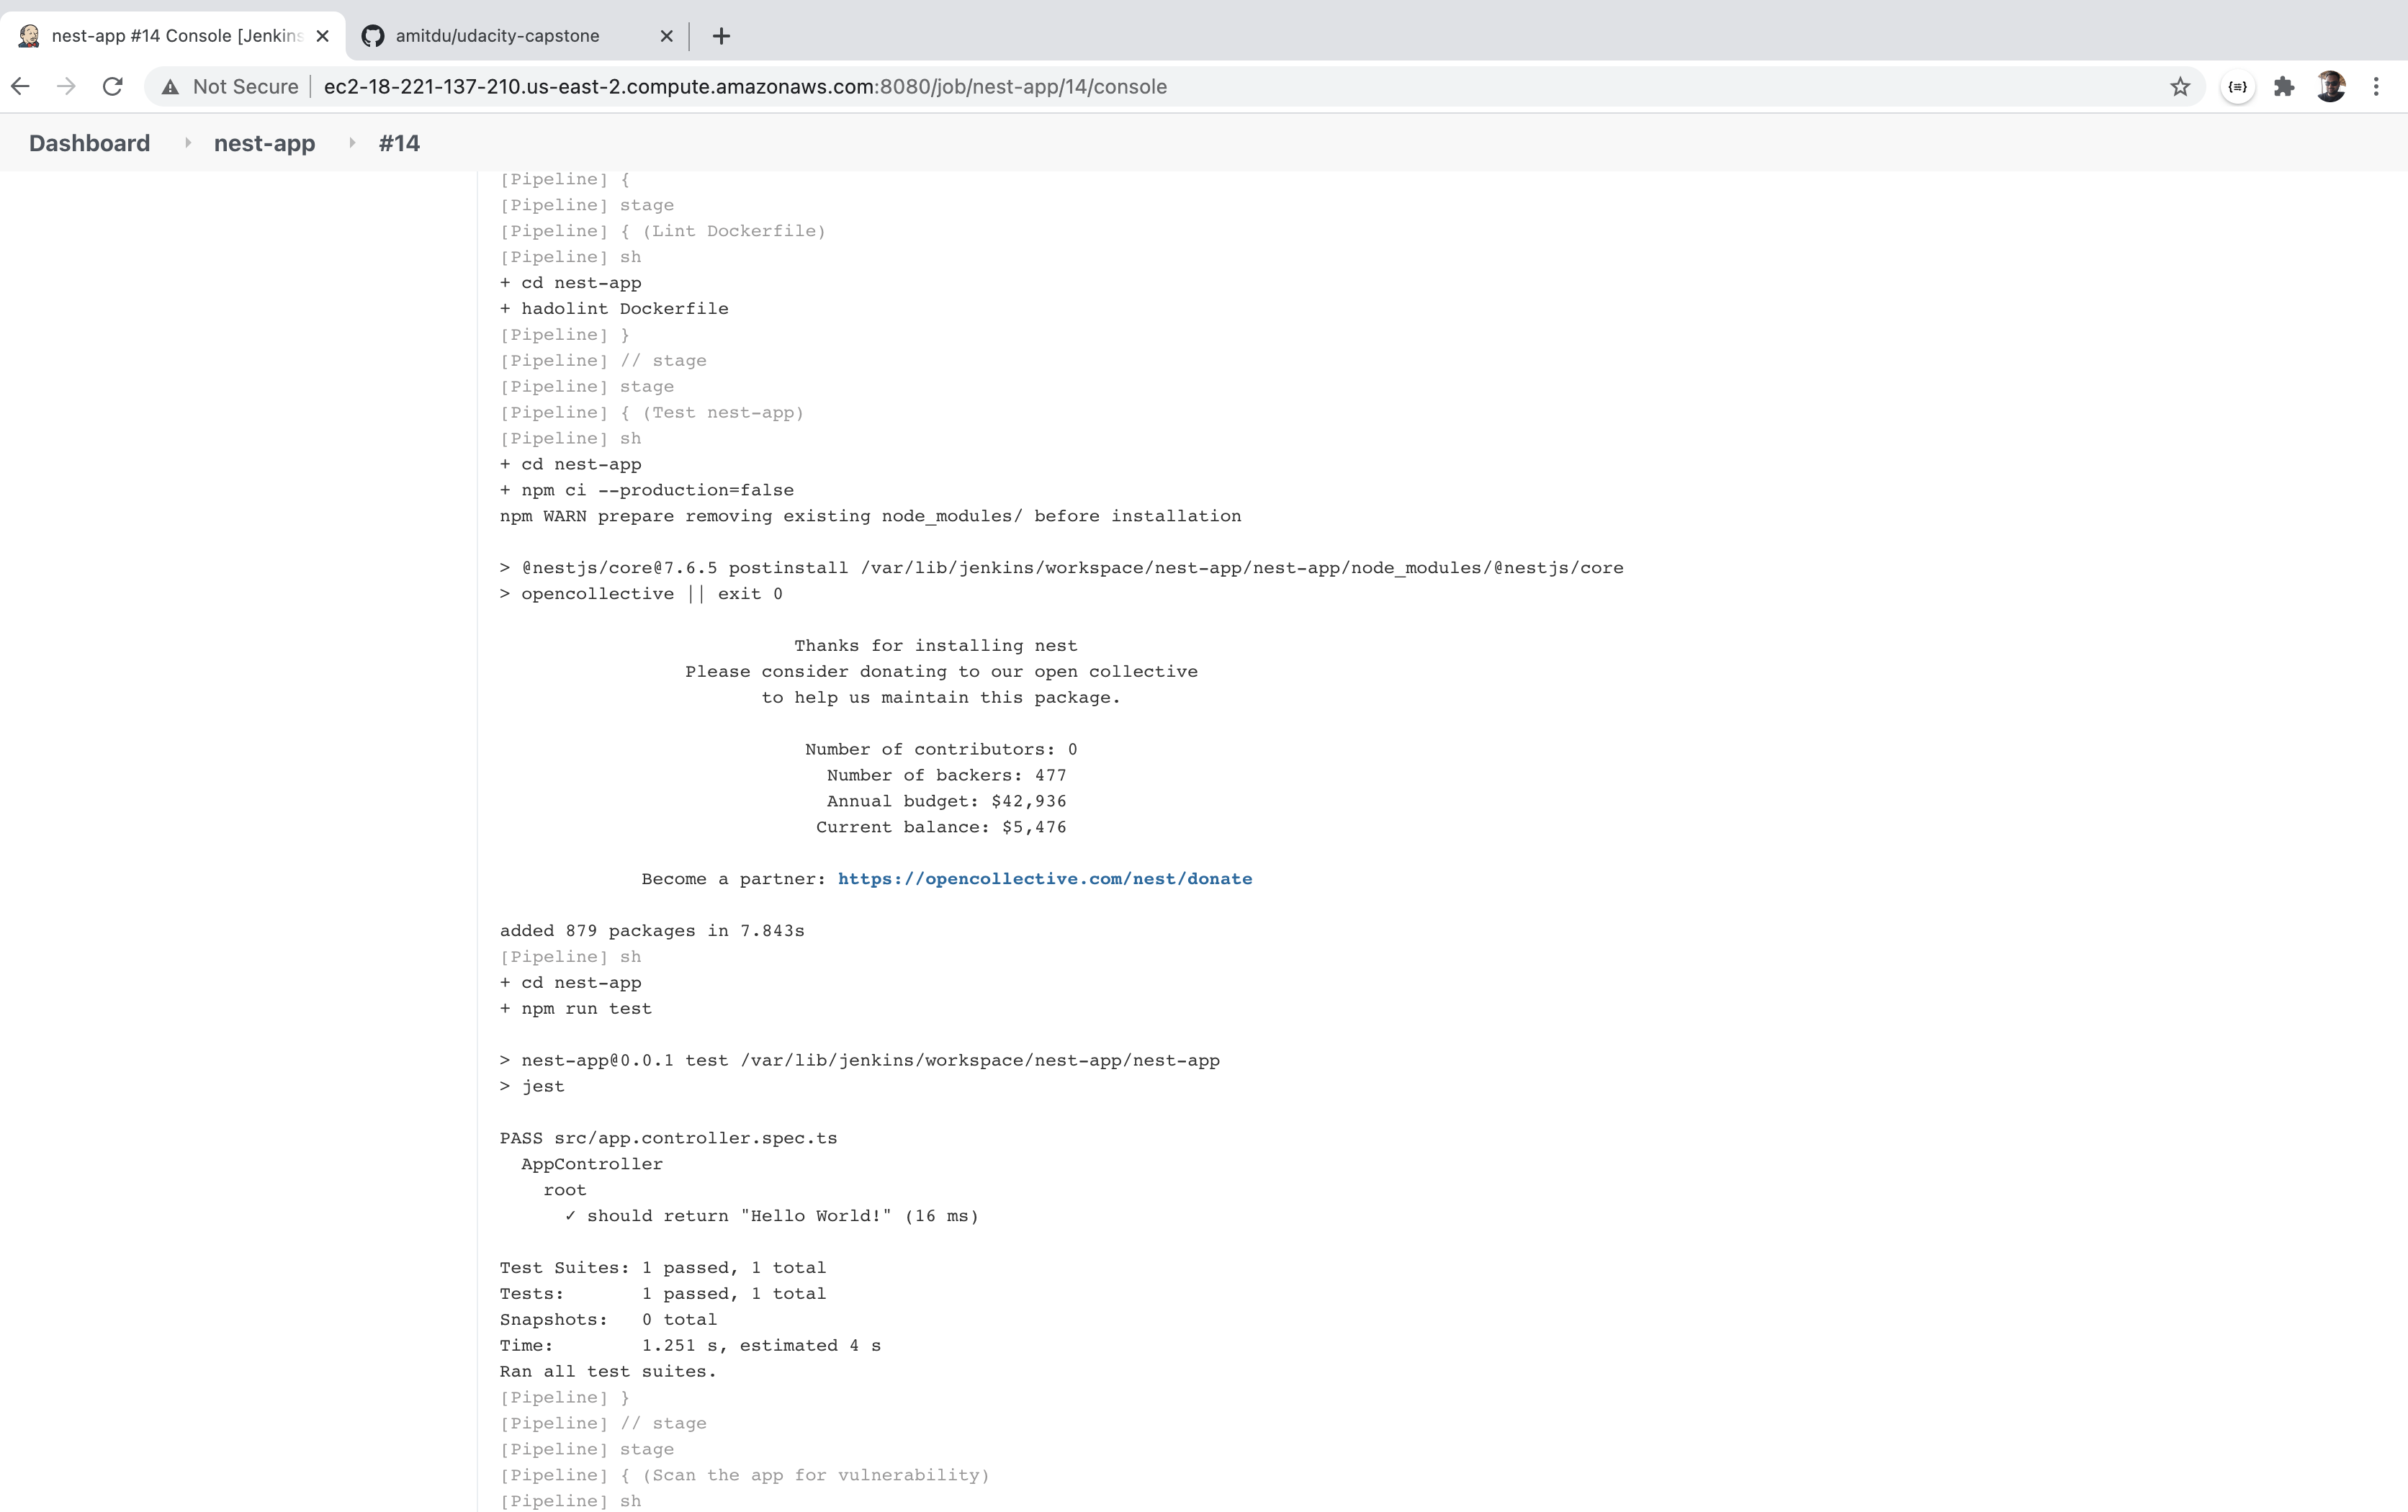 nest-app #14 Console [Jenkins
amitdu/udacity-capstone
Not Secure
ec2-18-221-137-210.us-east-2.compute.amazonaws.com:8080/job/nest-app/14/console
Dashboard
nest-app
#14
[Pipeline] {
[Pipeline] stage
[Pipeline] { (Lint Dockerfile)
[Pipeline] sh
+ cd nest-app
+ hadolint Dockerfile
[Pipeline] }
[Pipeline] // stage
[Pipeline] stage
[Pipeline] { (Test nest-app)
[Pipeline] sh
+ cd nest-app
+ npm ci --production=false
npm WARN prepare removing existing node_modules/ before installation
> @nestjs/core@7.6.5 postinstall /var/lib/jenkins/workspace/nest-app/nest-app/node_modules/@nestjs/core
> opencollective || exit 0
Thanks for installing nest
Please consider donating to our open collective
to help us maintain this package.
Number of contributors: 0
Number of backers: 477
Annual budget: $42,936
Current balance: $5,476
Become a partner: https://opencollective.com/nest/donate
added 879 packages in 7.843s
[Pipeline] sh
+ cd nest-app
+ npm run test
> nest-app@0.0.1 test /var/lib/jenkins/workspace/nest-app/nest-app
> jest
PASS src/app.controller.spec.ts
AppController
root
✓ should return "Hello World!" (16 ms)
Test Suites: 1 passed, 1 total
Tests: 1 passed, 1 total
Snapshots: 0 total
Time: 1.251 s, estimated 4 s
Ran all test suites.
[Pipeline] }
[Pipeline] // stage
[Pipeline] stage
[Pipeline] { (Scan the app for vulnerability)
[Pipeline] sh